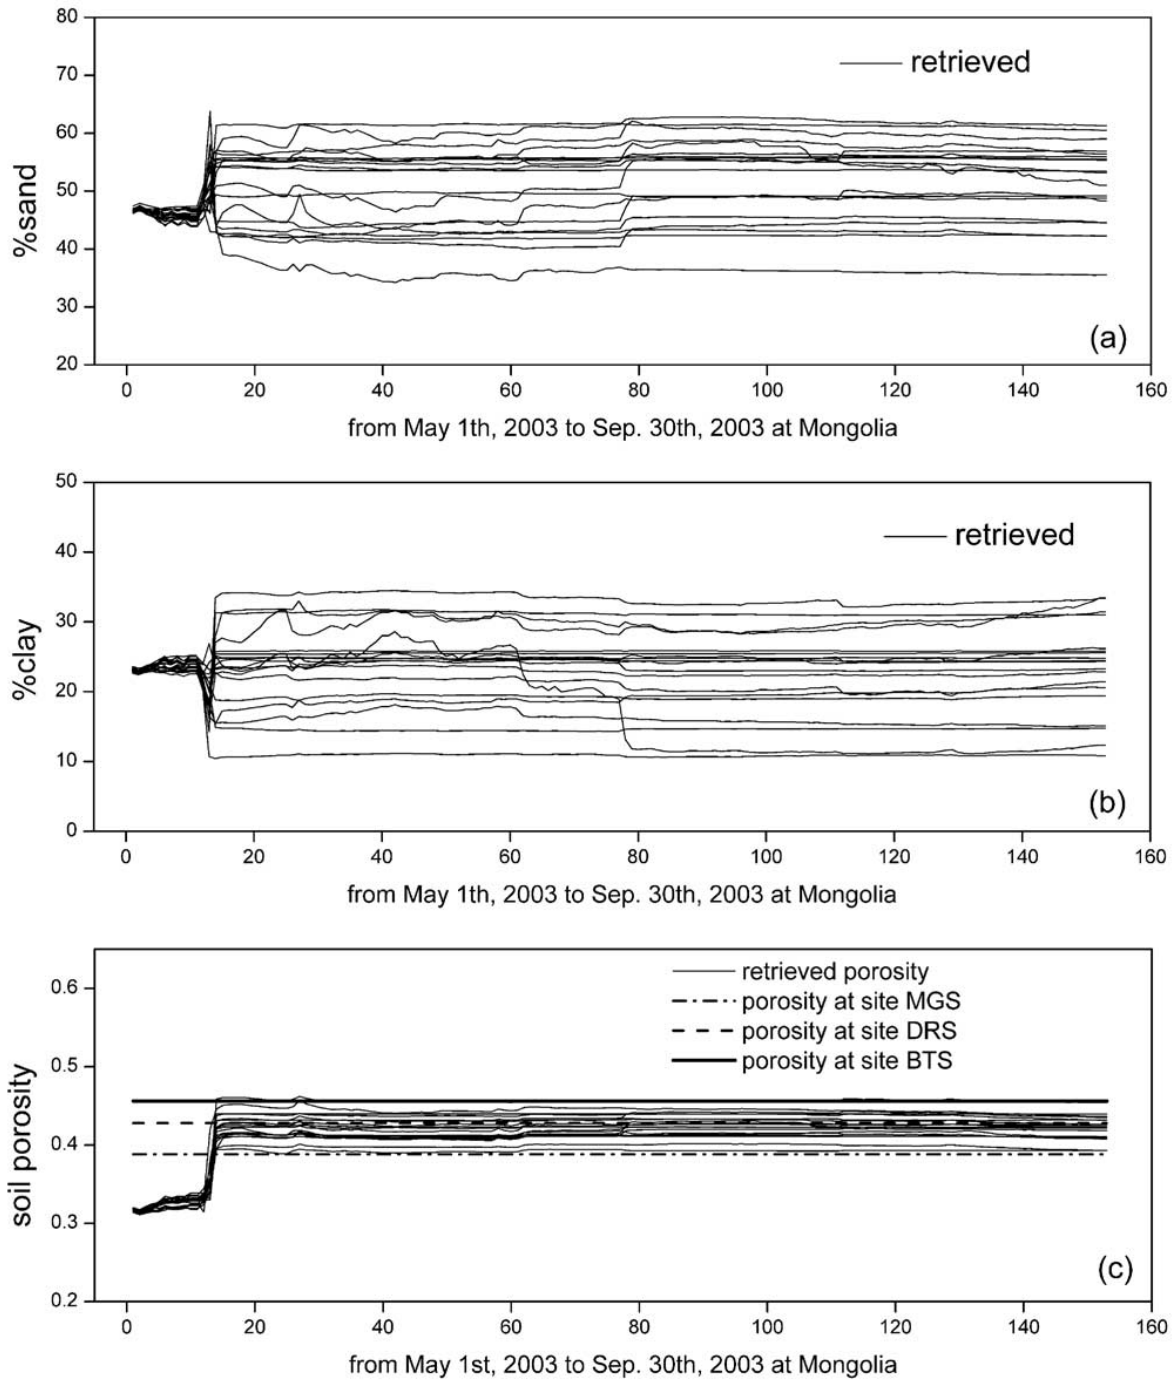 80
70
60
50
40
30
20
%sand
retrieved
(a)
0 20 40 60 80 100 120 140 160
from May 1th, 2003 to Sep. 30th, 2003 at Mongolia
50
40
30
20
10
0
%clay
retrieved
(b)
0 20 40 60 80 100 120 140 160
from May 1th, 2003 to Sep. 30th, 2003 at Mongolia
0.6
0.5
0.4
0.3
0.2
soil porosity
retrieved porosity
porosity at site MGS
porosity at site DRS
porosity at site BTS
(c)
0 20 40 60 80 100 120 140 160
from May 1st, 2003 to Sep. 30th, 2003 at Mongolia